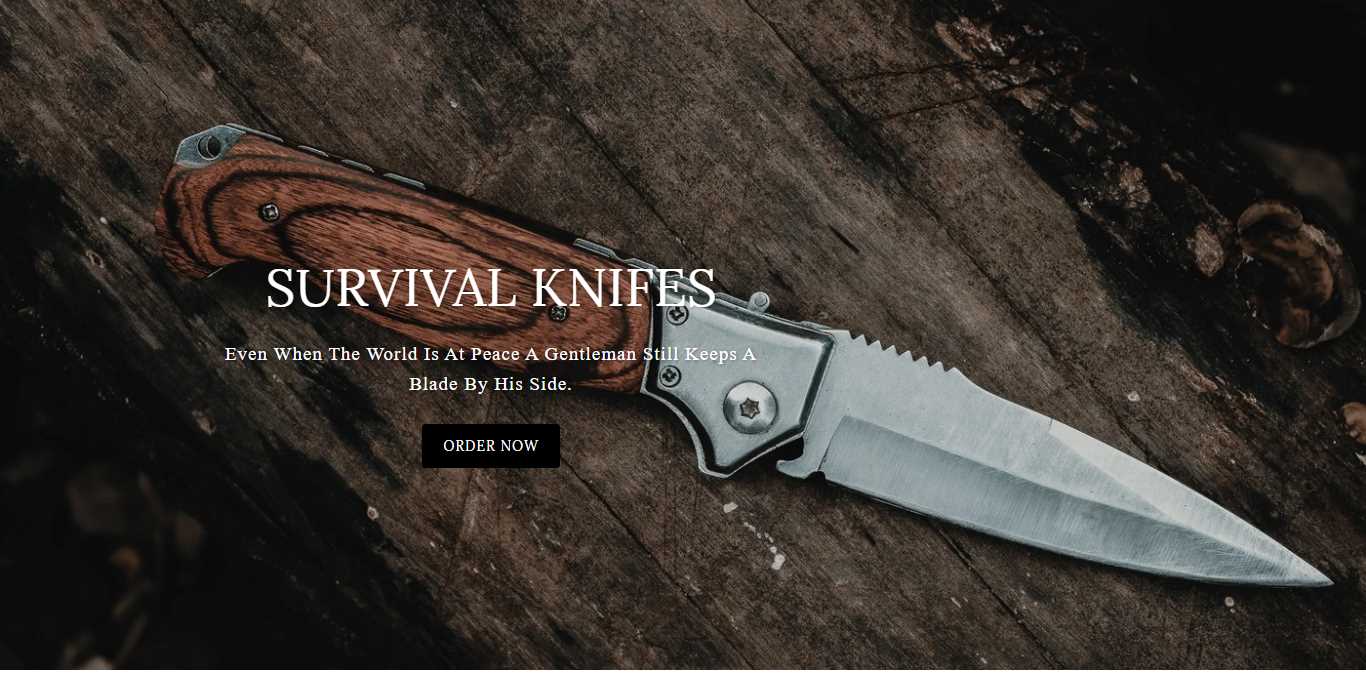 SURVIVAL KNIFES
Even When The World Is At Peace A Gentleman Still Keeps A
Blade By His Side.
ORDER NOW